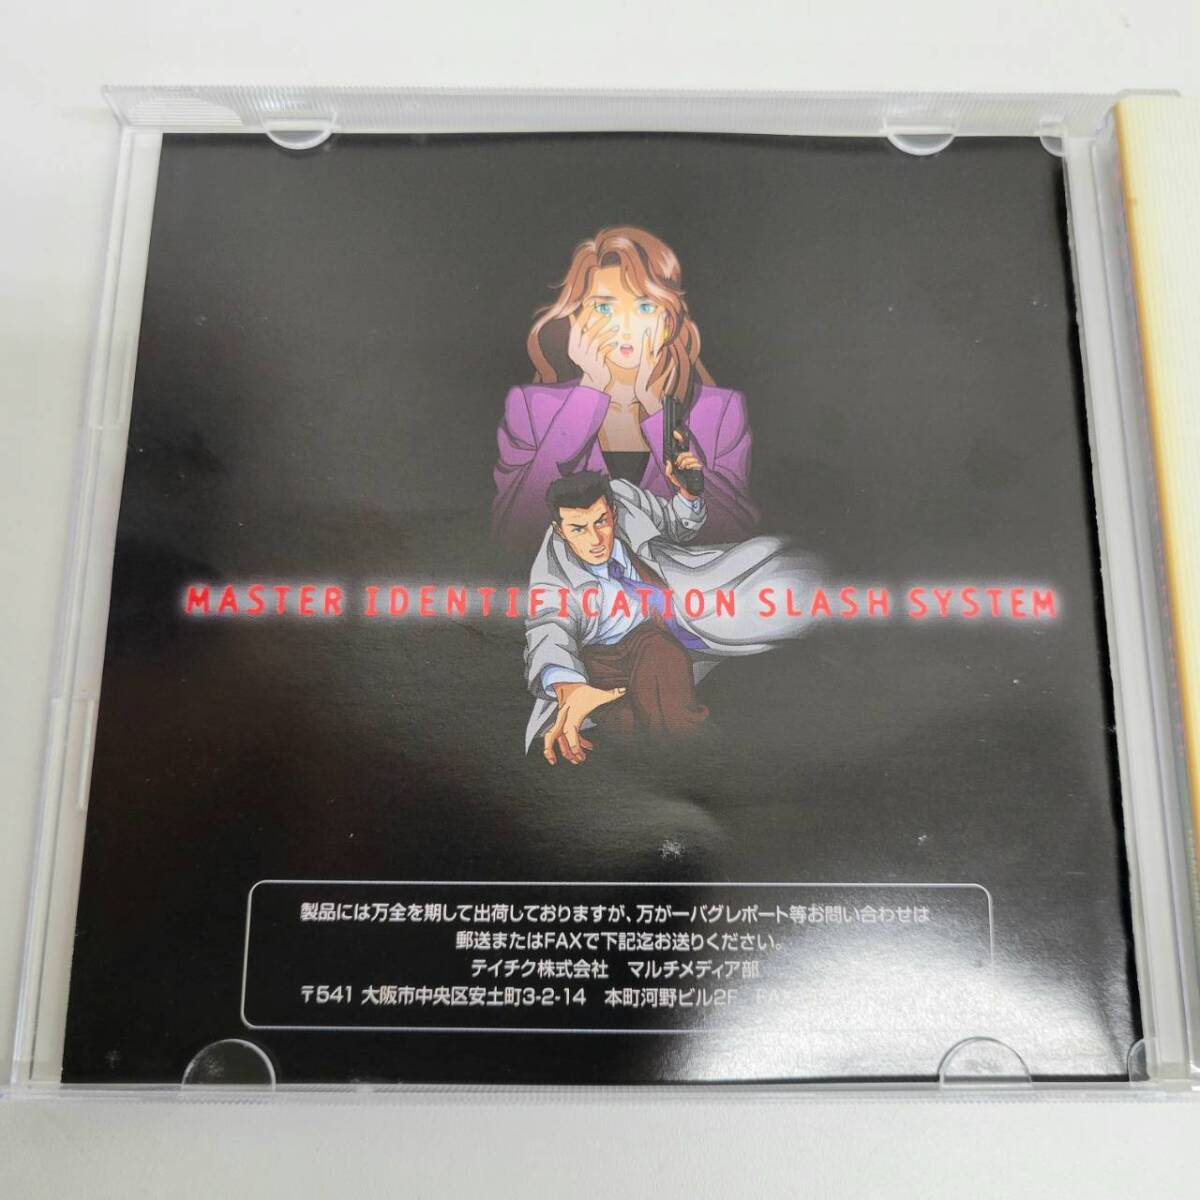 MASTER IDENTIFICATION SLASH SYSTEM
製品には万全を期して出荷しておりますが、万が一バグレポート等お問い合わせは
郵送またはFAXで下記迄お送りください。
テイチク株式会社 マルチメディア部
〒541 大阪市中央区安土町3-2-14 本町河野ビル2F FAX